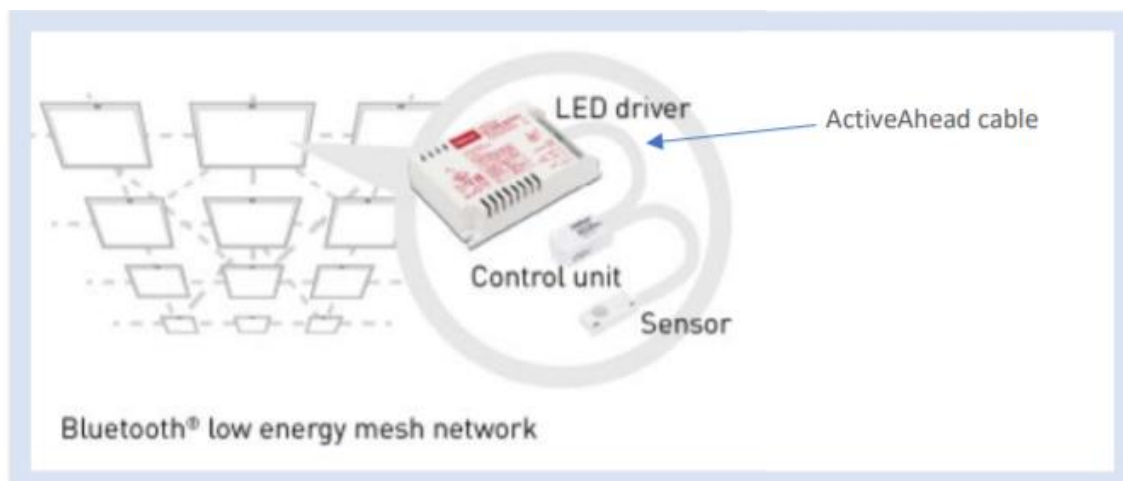 LED driver
ActiveAhead cable
Control unit
Sensor
Bluetooth® low energy mesh network